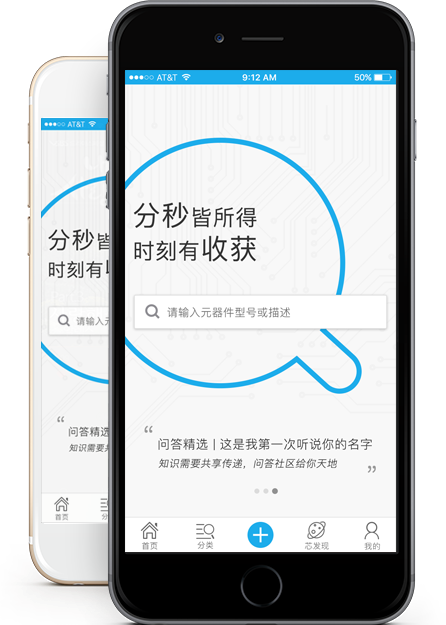 AT&T
9:12 AM
50%
分秒皆所得
时刻有收获
请输入元器件型号或描述
“
问答精选 | 这是我第一次听说你的名字
知识需要共享传递，问答社区给你天地
”
首页
分类
芯发现
我的
AT&T
分秒皆
时刻有
请输入元
“
问答精选
知识需要共
首页